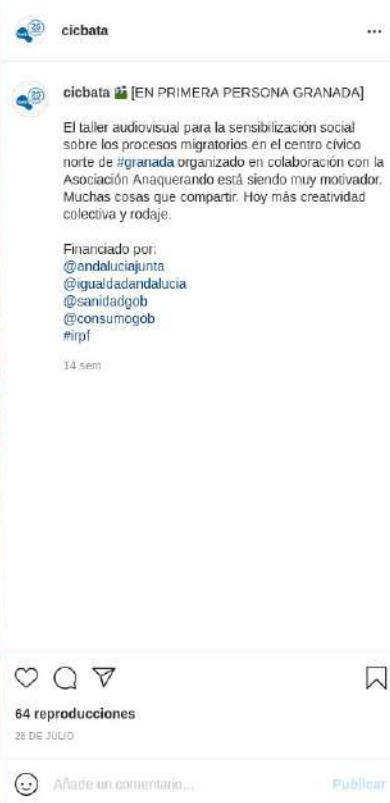 cicbata
cicbata [EN PRIMERA PERSONA GRANADA]
El taller audiovisual para la sensibilización social
sobre los procesos migratorios en el centro cívico
norte de #granada organizado en colaboración con la
Asociación Anaquerando está siendo muy motivador.
Muchas cosas que compartir. Hoy más creatividad
colectiva y rodaje.
Financiado por:
@andaluciajunta
@igualdadandalucia
@sanidadgob
@consumogob
#irpf
14 sem
64 reproducciones
28 DE JULIO
Añade un comentario...
Publicar